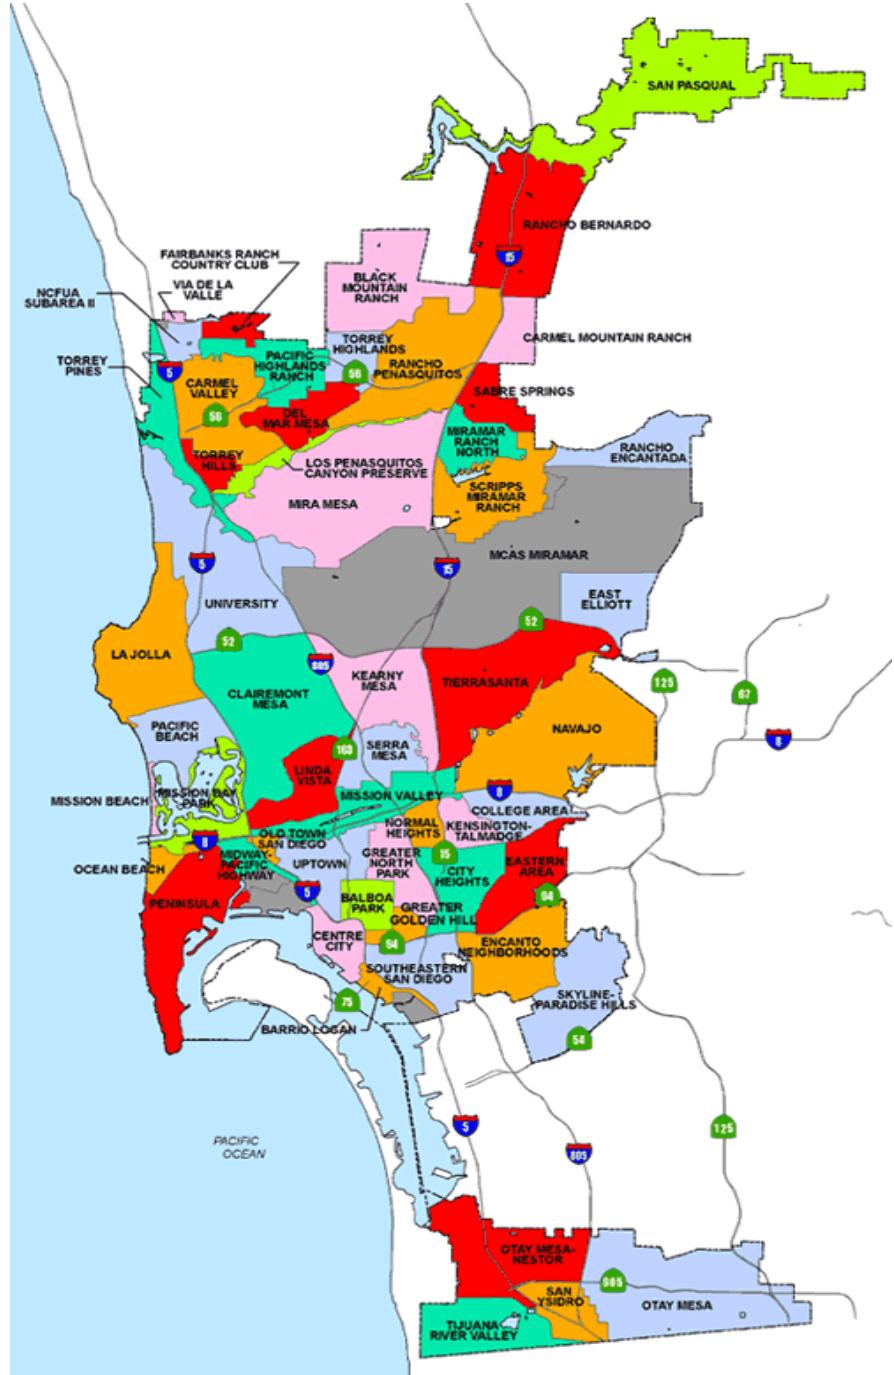 SAN PASQUAL
RANCHO BERNARDO
15
FAIRBANKS RANCH
COUNTRY CLUB
VIA DE LA
VALLE
NCFUA
SUBAREA II
BLACK
MOUNTAIN
RANCH
CARMEL MOUNTAIN RANCH
TORREY
HIGHLANDS
PACIFIC
HIGHLANDS
RANCH
RANCHO
PENASQUITOS
TORREY
PINES
5
56
CARMEL
VALLEY
SABRE SPRINGS
56
DEL
MAR MESA
MIRAMAR
RANCH
NORTH
RANCHO
ENCANTADA
TORREY
HILLS
LOS PENASQUITOS
CANYON PRESERVE
SCRIPPS
MIRAMAR
RANCH
MIRA MESA
MCAS MIRAMAR
5
15
UNIVERSITY
EAST
ELLIOTT
52
52
LA JOLLA
805
KEARNY
MESA
TIERRASANTA
125
67
CLAIREMONT
MESA
PACIFIC
BEACH
NAVAJO
8
163
SERRA
MESA
LINDA
VISTA
MISSION BEACH
MISSION BAY
PARK
MISSION VALLEY
8
COLLEGE AREA
OLD TOWN
SAN DIEGO
NORMAL
HEIGHTS
KENSINGTON-
TALMADGE
8
OCEAN BEACH
MIDWAY-
PACIFIC
HIGHWAY
UPTOWN
GREATER
NORTH
PARK
15
CITY
HEIGHTS
EASTERN
AREA
5
94
PENINSULA
BALBOA
PARK
GREATER
GOLDEN HILL
CENTRE
CITY
94
ENCANTO
NEIGHBORHOODS
SOUTHEASTERN
SAN DIEGO
75
SKYLINE-
PARADISE HILLS
BARRIO LOGAN
54
5
125
805
PACIFIC
OCEAN
OTAY MESA-
NESTOR
905
SAN
YSIDRO
OTAY MESA
TIJUANA
RIVER VALLEY